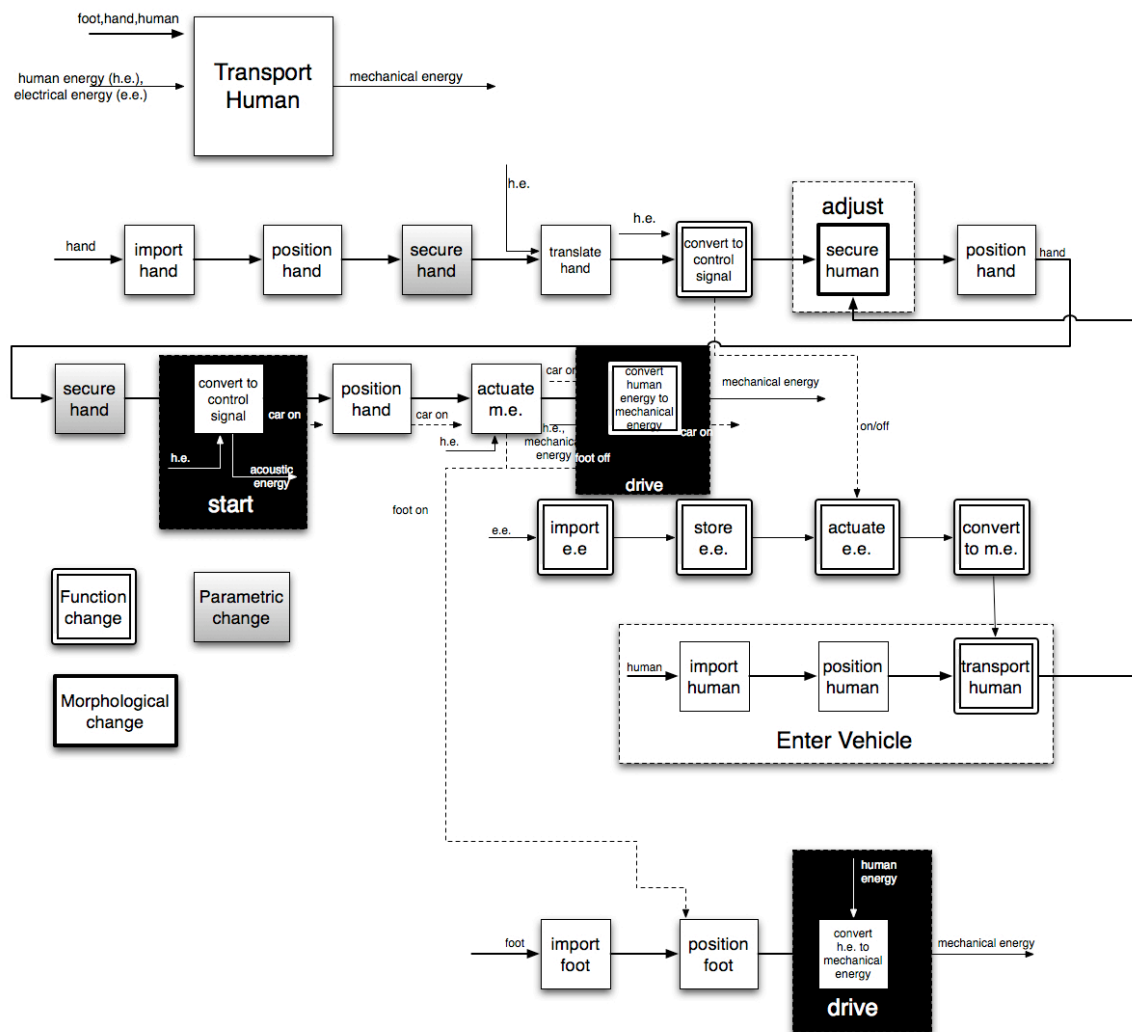 foot,hand,human
human energy (h.e.),
electrical energy (e.e.)
Transport
Human
mechanical energy
h.e.
hand
import
hand
position
hand
secure
hand
translate
hand
h.e.
convert to
control
signal
adjust
secure
human
position
hand
hand
secure
hand
convert to
control
signal
car on
h.e.
acoustic
energy
start
position
hand
car on
actuate
m.e.
h.e.
car on
h.e.,
mechanical
energy
foot off
convert
human
energy to
mechanical
energy
car on
drive
mechanical energy
on/off
foot on
e.e.
import
e.e
store
e.e.
actuate
e.e.
convert
to m.e.
Function
change
Parametric
change
Morphological
change
human
import
human
position
human
transport
human
Enter Vehicle
foot
import
foot
position
foot
human
energy
convert
h.e. to
mechanical
energy
drive
mechanical energy